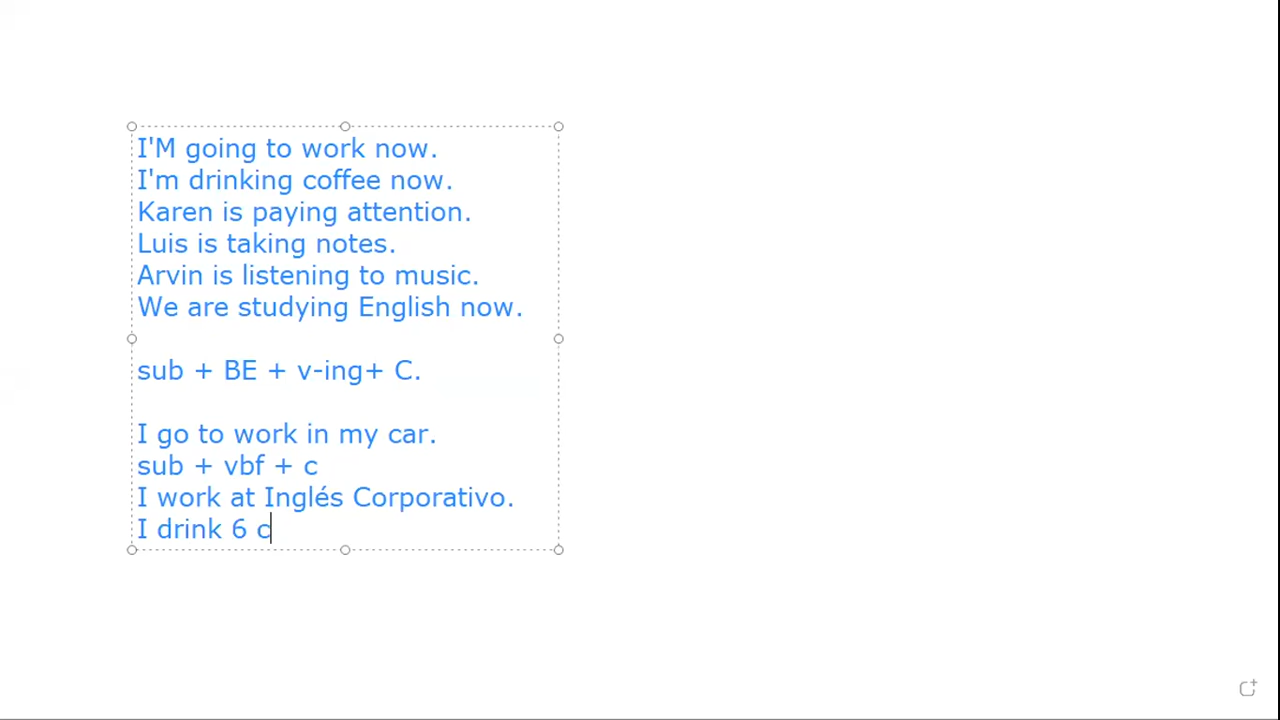 I'M going to work now.
I'm drinking coffee now.
Karen is paying attention.
Luis is taking notes.
Arvin is listening to music.
We are studying English now.
sub + BE + v-ing+ C.
I go to work in my car.
sub + vbf + c
I work at Inglés Corporativo.
I drink 6 c